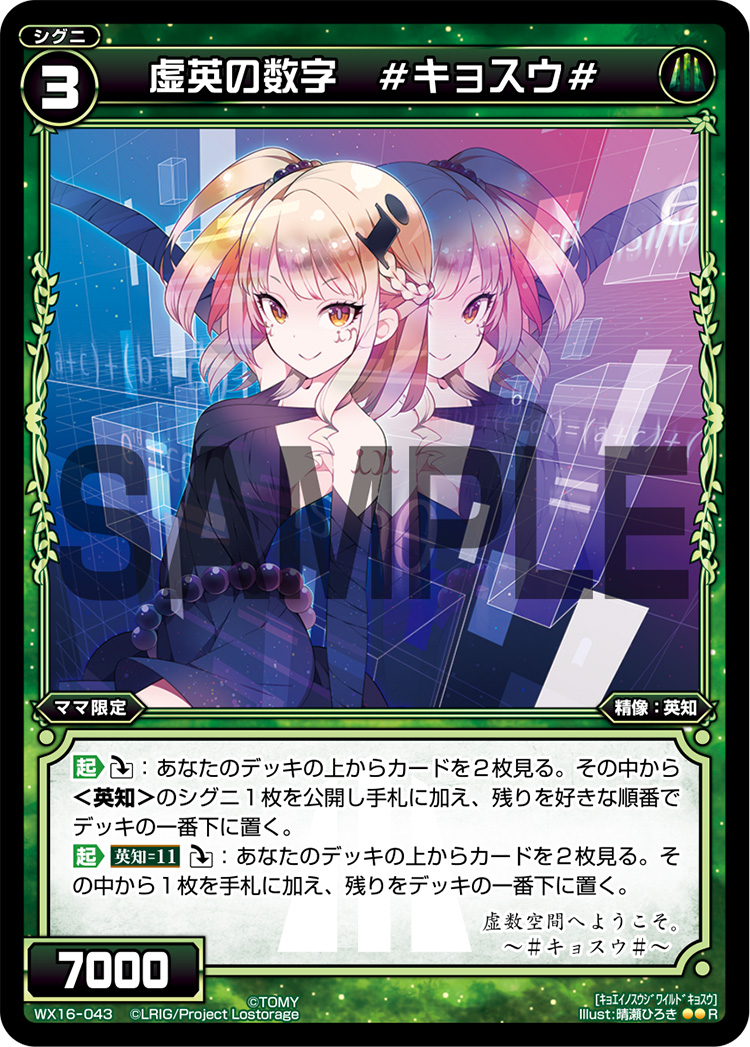 シグニ
3
虚英の数字 #キョスウ#
SAMPLE
ママ限定
精像：英知
起：あなたのデッキの上からカードを２枚見る。その中から
＜英知＞のシグニ１枚を公開し手札に加え、残りを好きな順番で
デッキの一番下に置く。
起 英知=11：あなたのデッキの上からカードを２枚見る。そ
の中から１枚を手札に加え、残りをデッキの一番下に置く。
虚数空間へようこそ。
～#キョスウ#～
7000
©TOMY
WX16-043 ©LRIG/Project Lostorage
[キョエイノスウジワイルドキョスウ]
Illust:晴瀬ひろき R